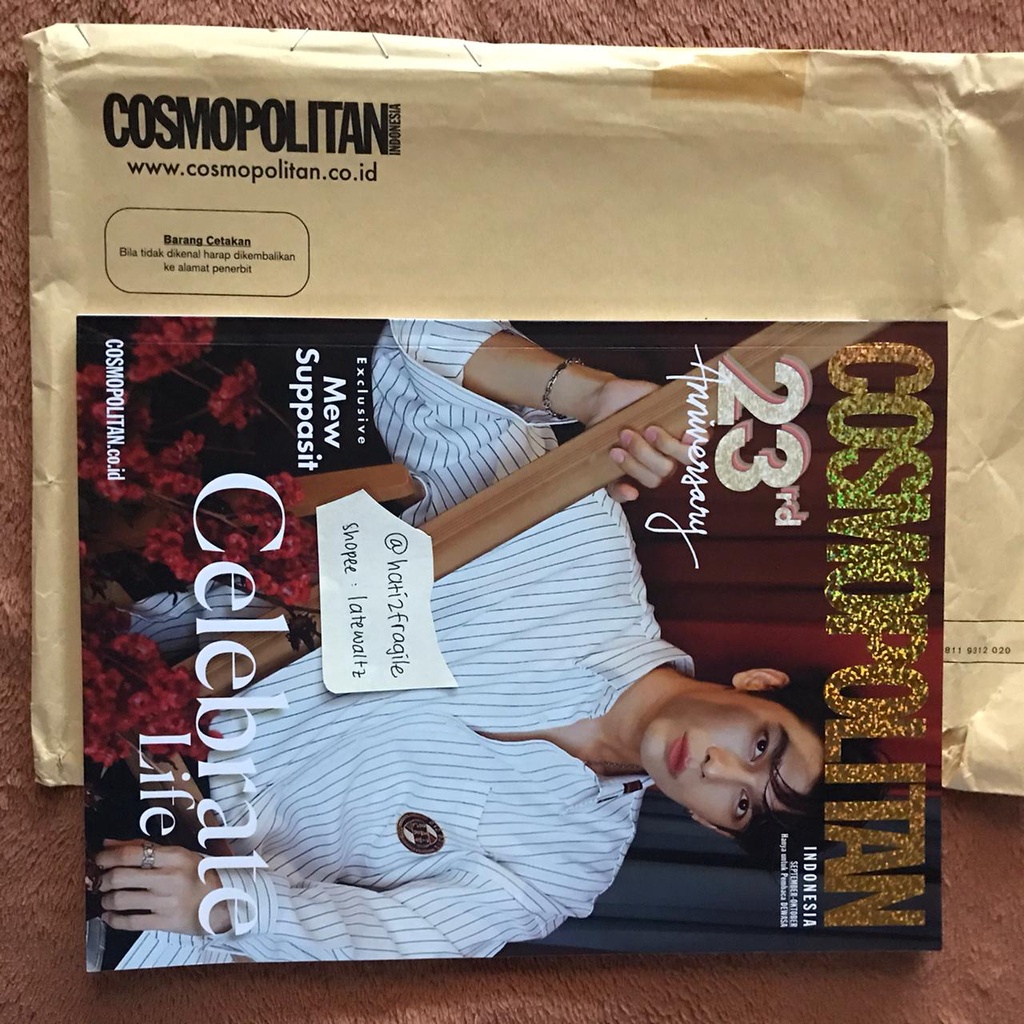 COSMOPOLITAN
INDONESIA
www.cosmopolitan.co.id
Barang Cetakan
Bila tidak dikenal harap dikembalikan
ke alamat penerbit
COSMOPOLITAN
INDONESIA
SEPTEMBER-OKTOBER
Hanya untuk Pembaca DEWASA
23rd
Anniversary
Exclusive
Mew
Suppasit
@hati2fragile
shopee : latewaltz
Celebrate
Life
COSMOPOLITAN.co.id
811 9312 020